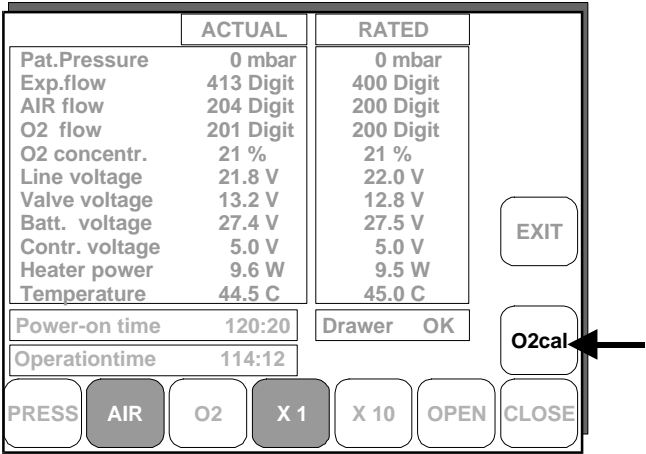 ACTUAL RATED
Pat.Pressure 0 mbar 0 mbar
Exp.flow 413 Digit 400 Digit
AIR flow 204 Digit 200 Digit
O2 flow 201 Digit 200 Digit
O2 concentr. 21 % 21 %
Line voltage 21.8 V 22.0 V
Valve voltage 13.2 V 12.8 V
Batt. voltage 27.4 V 27.5 V
Contr. voltage 5.0 V 5.0 V
Heater power 9.6 W 9.5 W
Temperature 44.5 C 45.0 C
Power-on time 120:20 Drawer OK
Operationtime 114:12
EXIT
O2cal
PRESS AIR O2 X 1 X 10 OPEN CLOSE